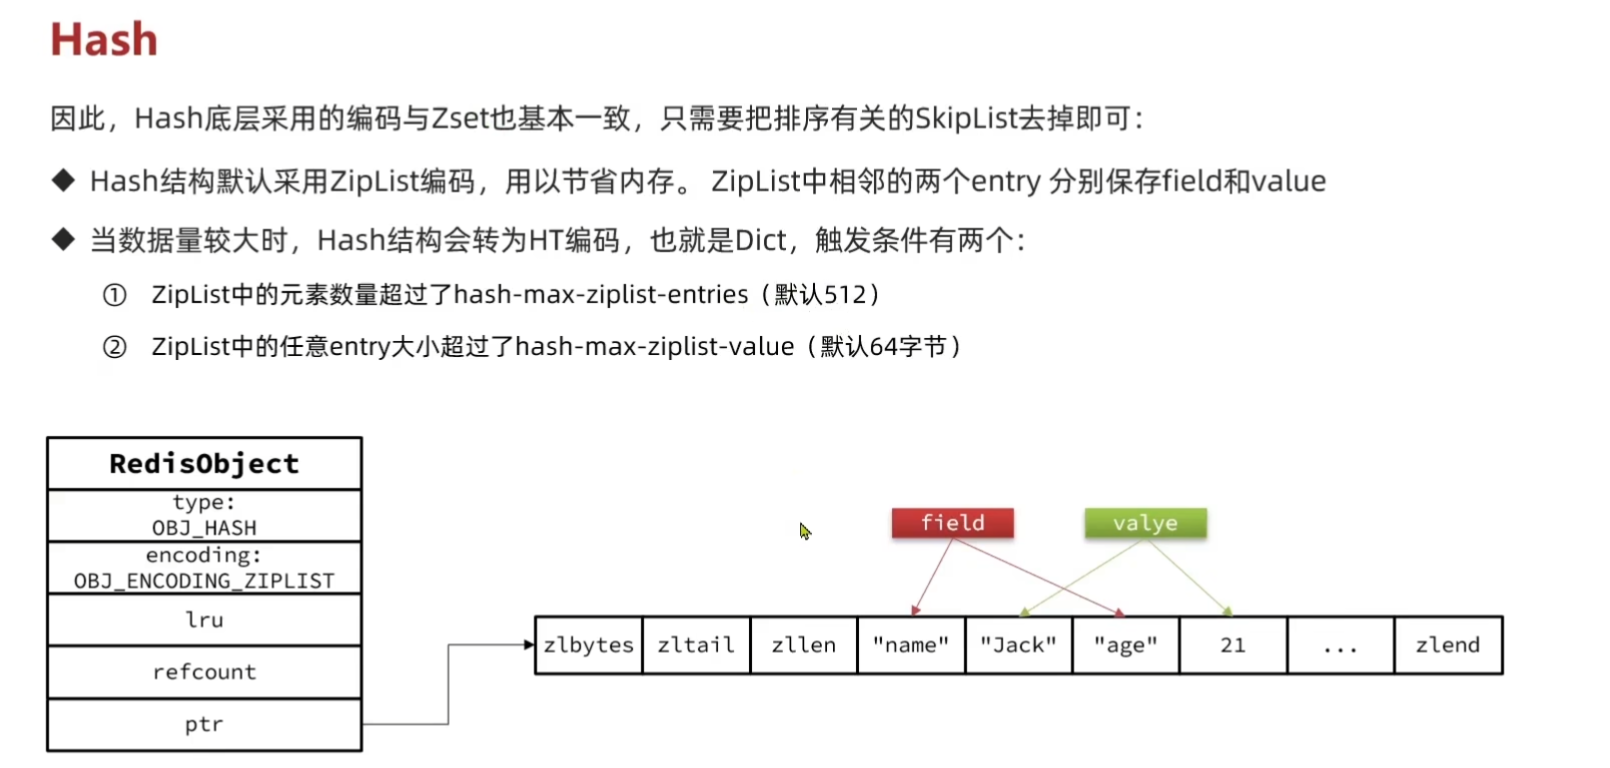 Hash
因此，Hash底层采用的编码与Zset也基本一致，只需要把排序有关的SkipList去掉即可：
◆ Hash结构默认采用ZipList编码，用以节省内存。 ZipList中相邻的两个entry 分别保存field和value
◆ 当数据量较大时，Hash结构会转为HT编码，也就是Dict，触发条件有两个：
① ZipList中的元素数量超过了hash-max-ziplist-entries（默认512）
② ZipList中的任意entry大小超过了hash-max-ziplist-value（默认64字节）
RedisObject
type:
OBJ_HASH
encoding:
OBJ_ENCODING_ZIPLIST
lru
refcount
ptr
field valye
zlbytes zltail zllen "name" "Jack" "age" 21 ... zlend